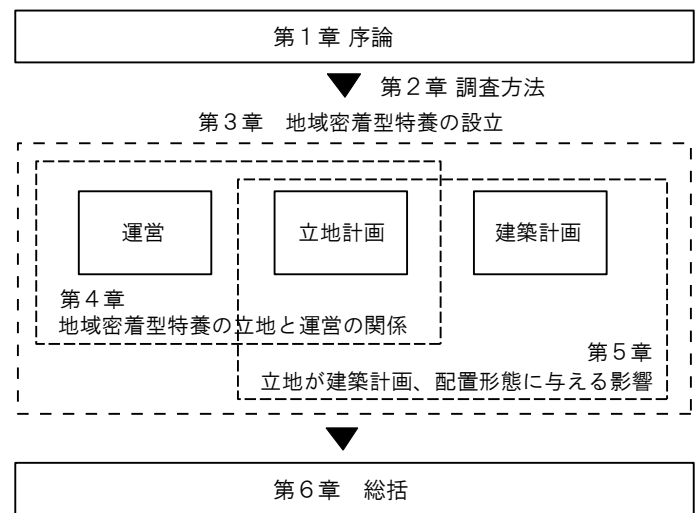 第１章 序論
第２章 調査方法
第３章　地域密着型特養の設立
運営
立地計画
建築計画
第４章
地域密着型特養の立地と運営の関係
第５章
立地が建築計画、配置形態に与える影響
第６章　総括